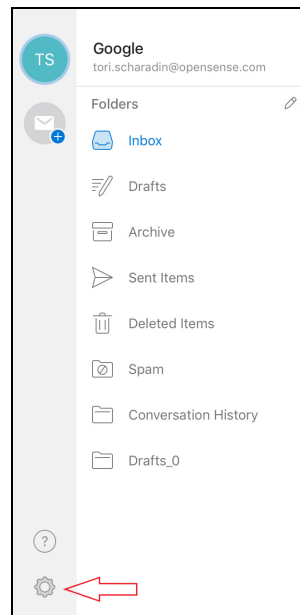 TS
Google
tori.scharadin@opensense.com
Folders
Inbox
Drafts
Archive
Sent Items
Deleted Items
Spam
Conversation History
Drafts_0
?